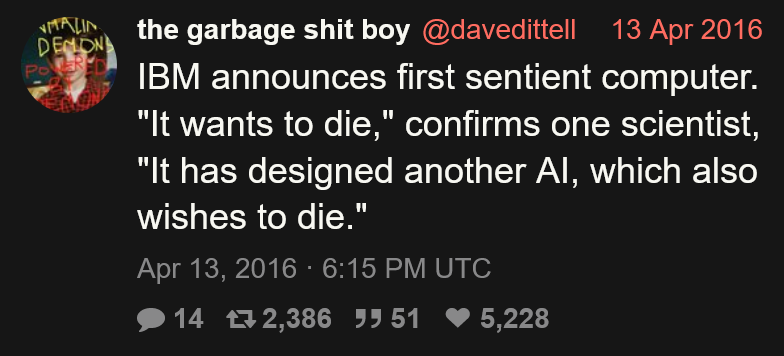 the garbage shit boy @davedittell 13 Apr 2016
IBM announces first sentient computer.
"It wants to die," confirms one scientist,
"It has designed another AI, which also
wishes to die."
Apr 13, 2016 · 6:15 PM UTC
14 2,386 51 5,228